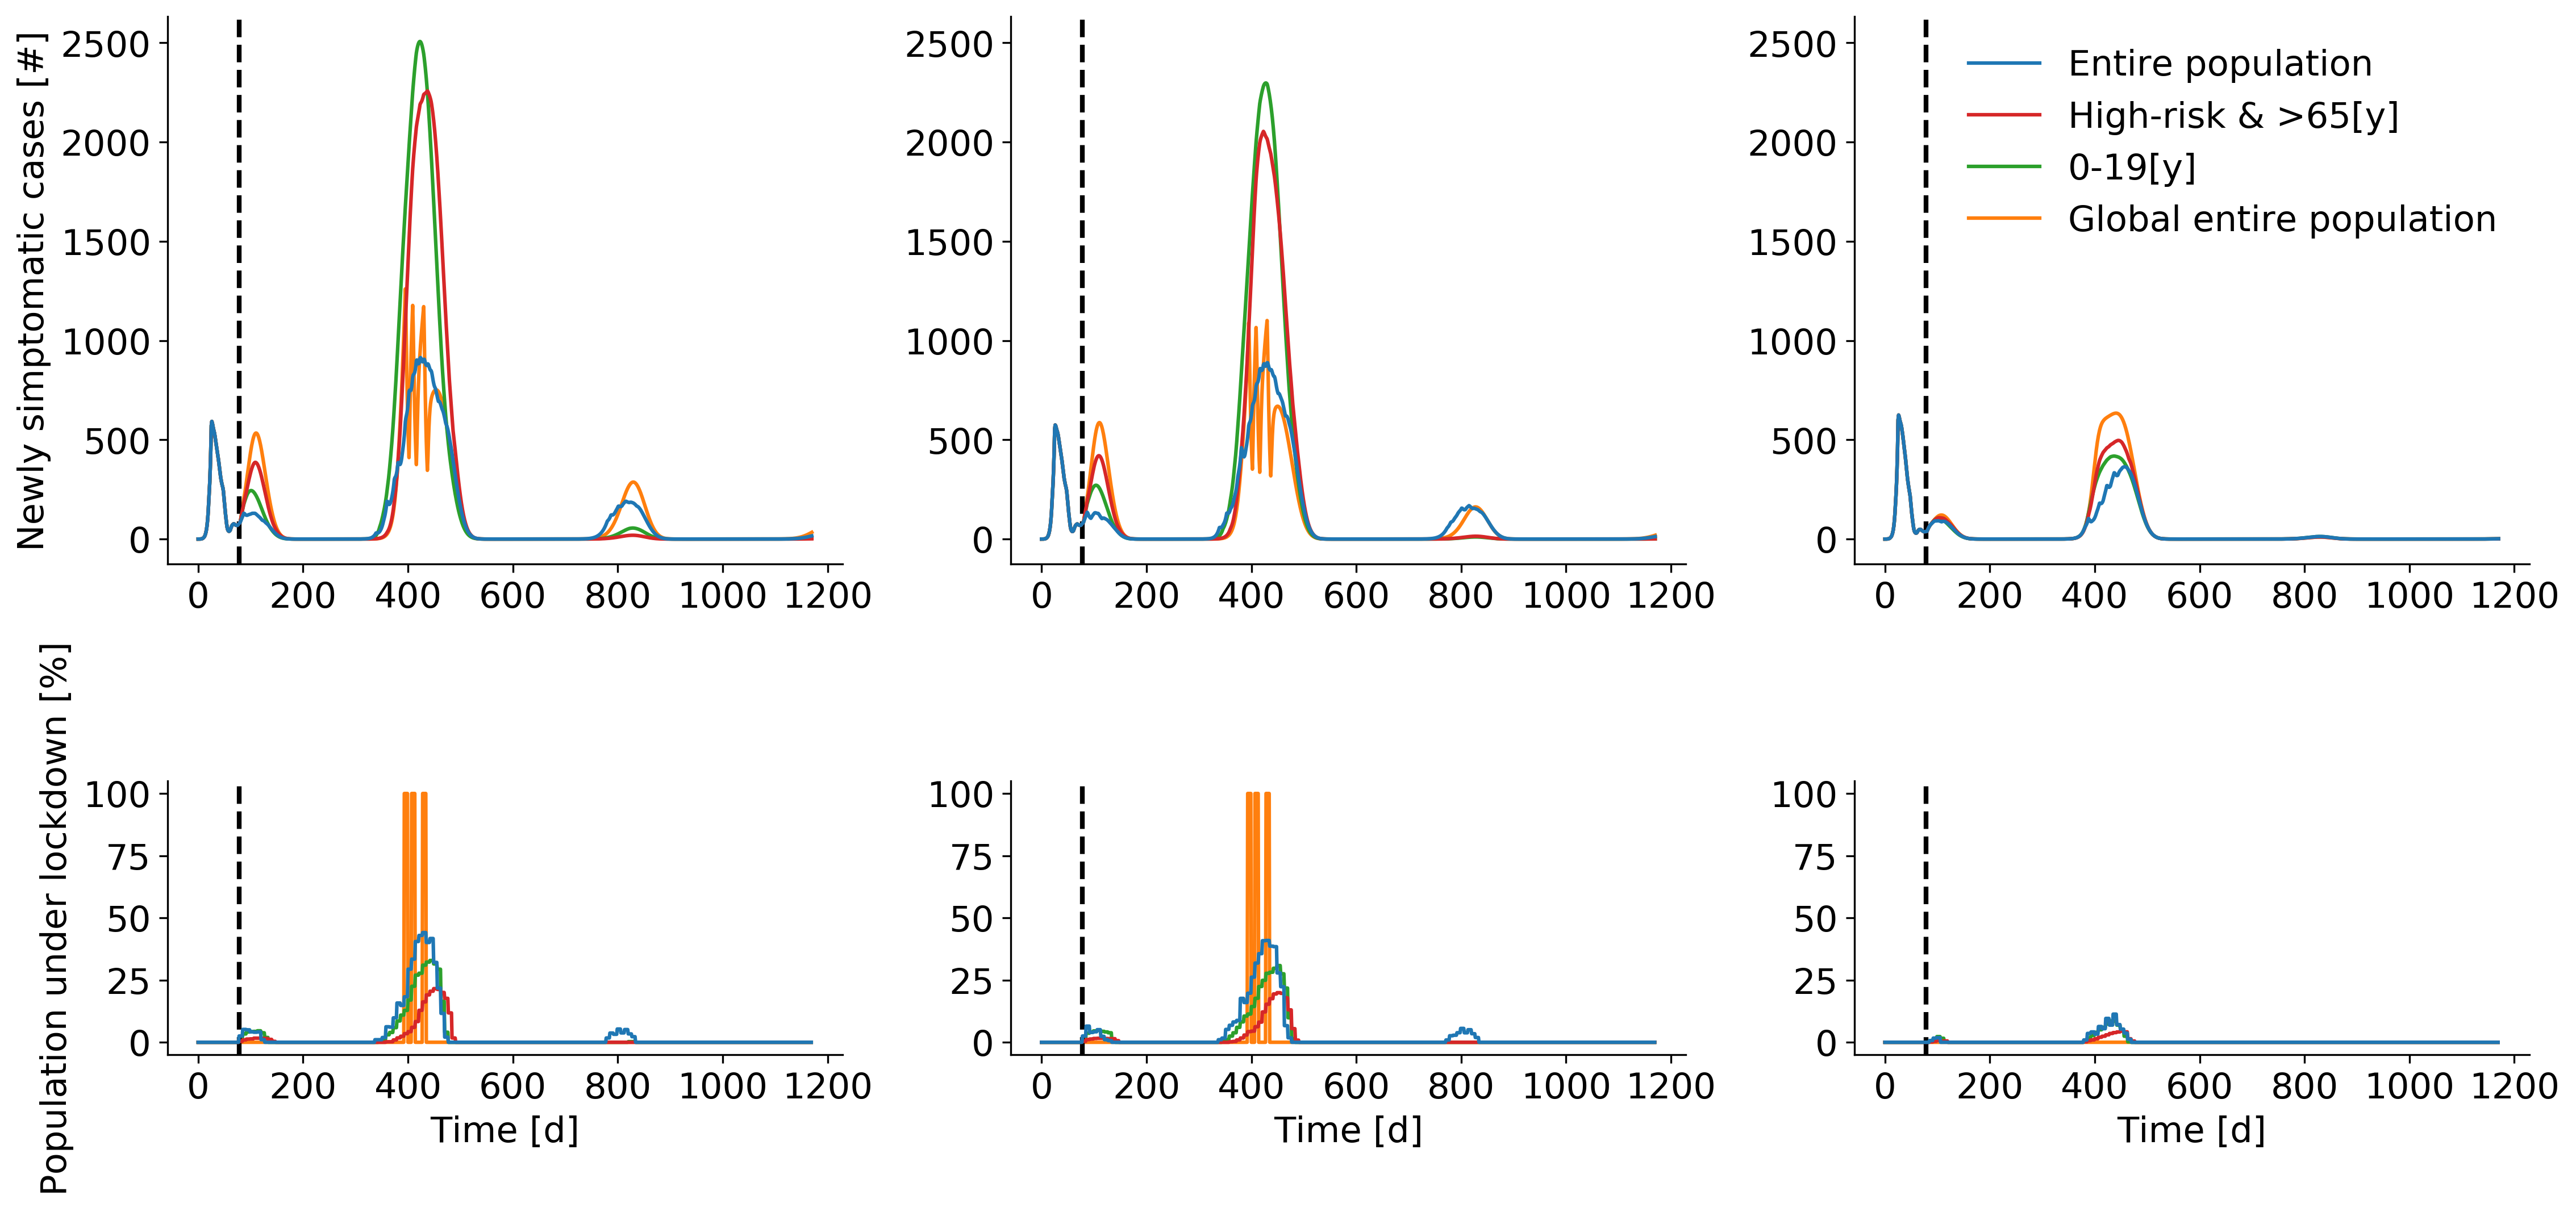 Newly simptomatic cases [#]
2500
2000
1500
1000
500
0
0 200 400 600 800 1000 1200
2500
2000
1500
1000
500
0
0 200 400 600 800 1000 1200
2500
2000
1500
1000
500
0
0 200 400 600 800 1000 1200
Entire population
High-risk & >65[y]
0-19[y]
Global entire population
Population under lockdown [%]
100
75
50
25
0
0 200 400 600 800 1000 1200
Time [d]
100
75
50
25
0
0 200 400 600 800 1000 1200
Time [d]
100
75
50
25
0
0 200 400 600 800 1000 1200
Time [d]